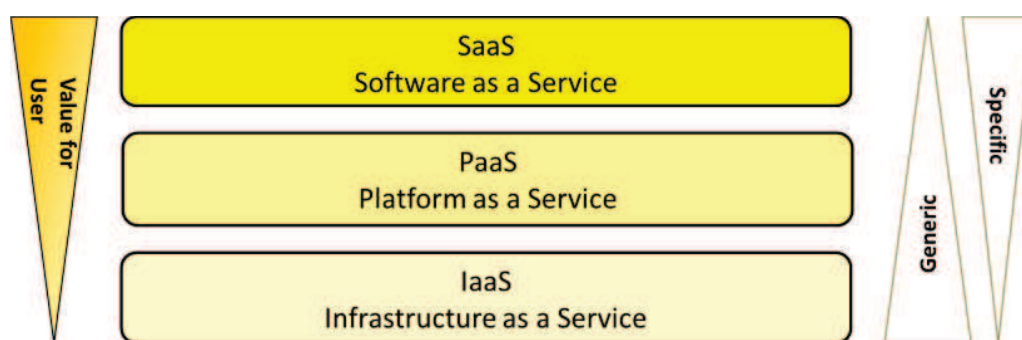 SaaS
Software as a Service
Value for
User
PaaS
Platform as a Service
IaaS
Infrastructure as a Service
Generic
Specific